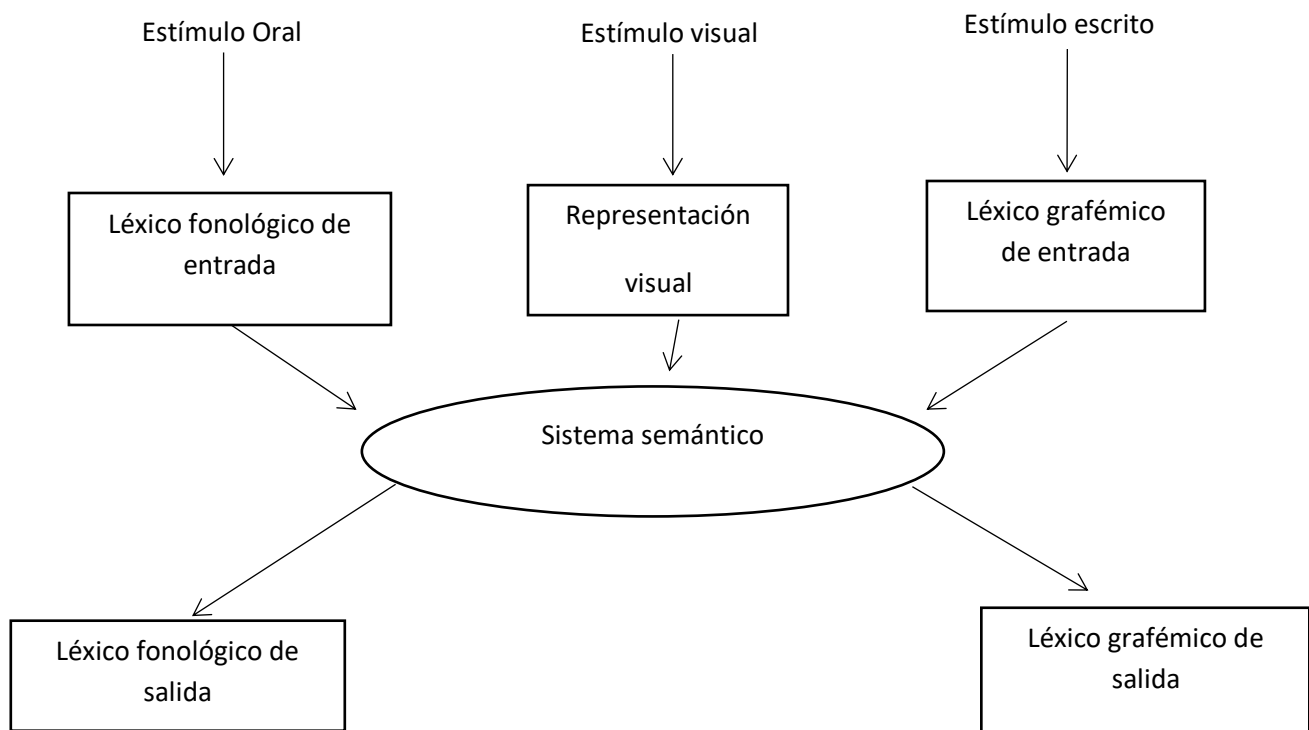 Estímulo Oral
Estímulo visual
Estímulo escrito
Léxico fonológico de
entrada
Representación
visual
Léxico grafémico
de entrada
Sistema semántico
Léxico fonológico de
salida
Léxico grafémico de
salida